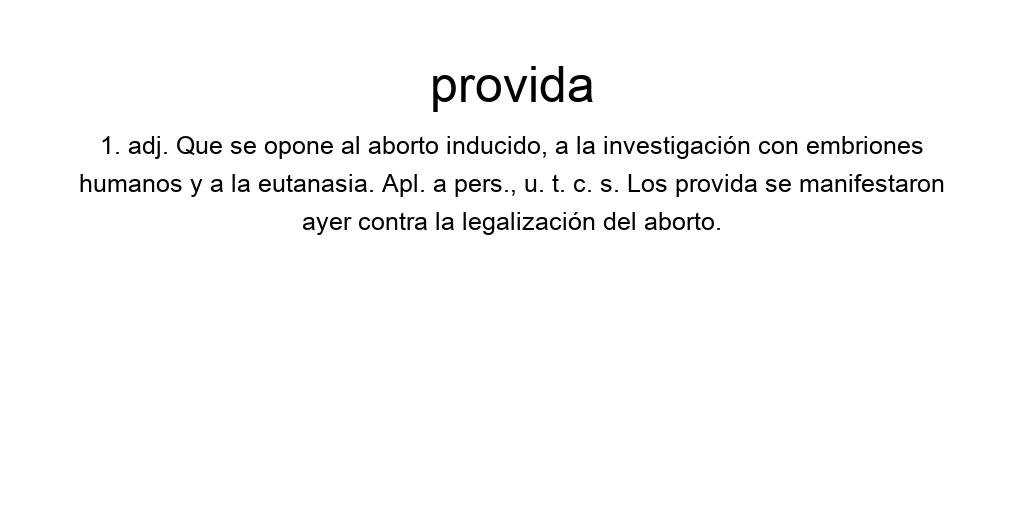 provida
1. adj. Que se opone al aborto inducido, a la investigación con embriones
humanos y a la eutanasia. Apl. a pers., u. t. c. s. Los provida se manifestaron
ayer contra la legalización del aborto.